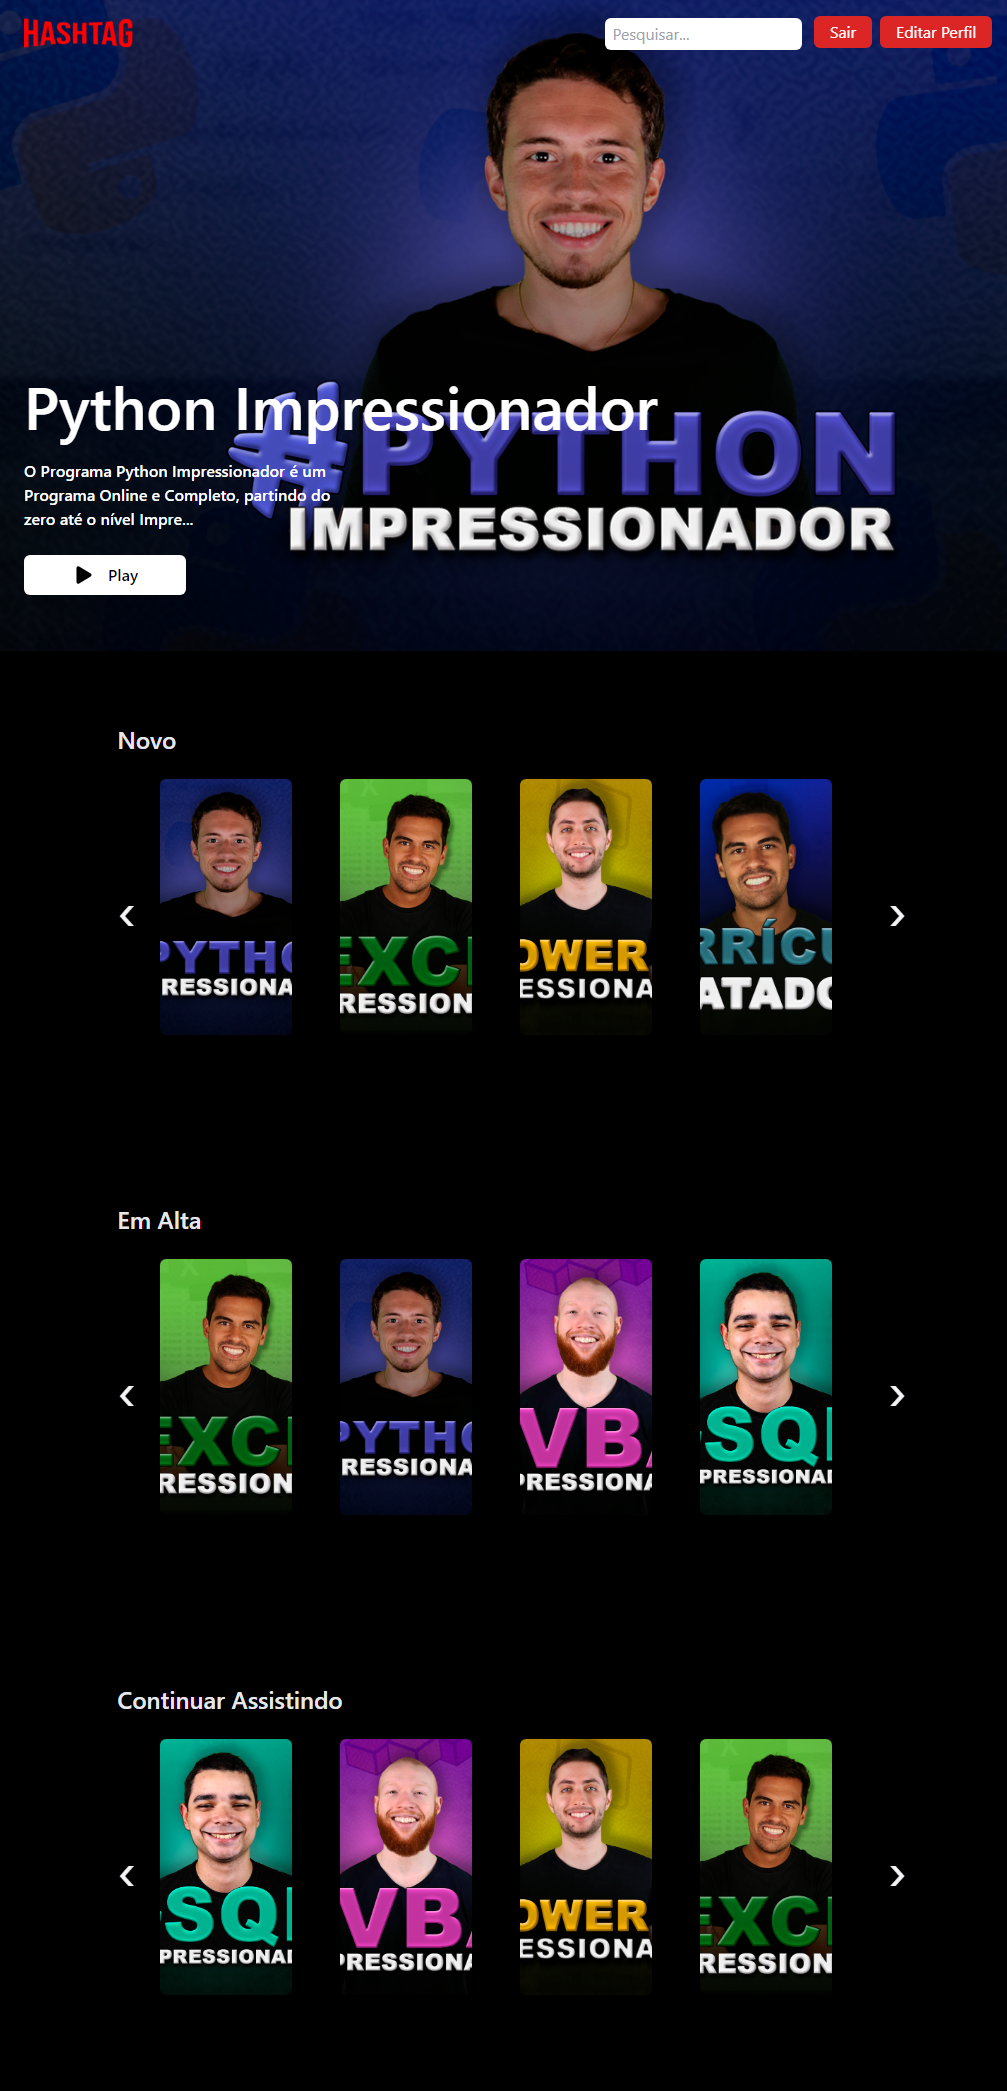 HASHTAG
Pesquisar...
Sair
Editar Perfil
Python Impressionador
#PYTHON
IMPRESSIONADOR
O Programa Python Impressionador é um
Programa Online e Completo, partindo do
zero até o nível Impre...
Play
Novo
PYTHO
RESSIONA
EXCE
RESSION
OWER
ESSIONA
RRÍCU
ATADO
Em Alta
EXCE
RESSION
PYTHO
RESSIONA
VBA
PRESSIONA
SQL
PRESSIONAD
Continuar Assistindo
SQL
PRESSIONAD
VBA
PRESSIONA
OWER
ESSIONA
EXCE
RESSION